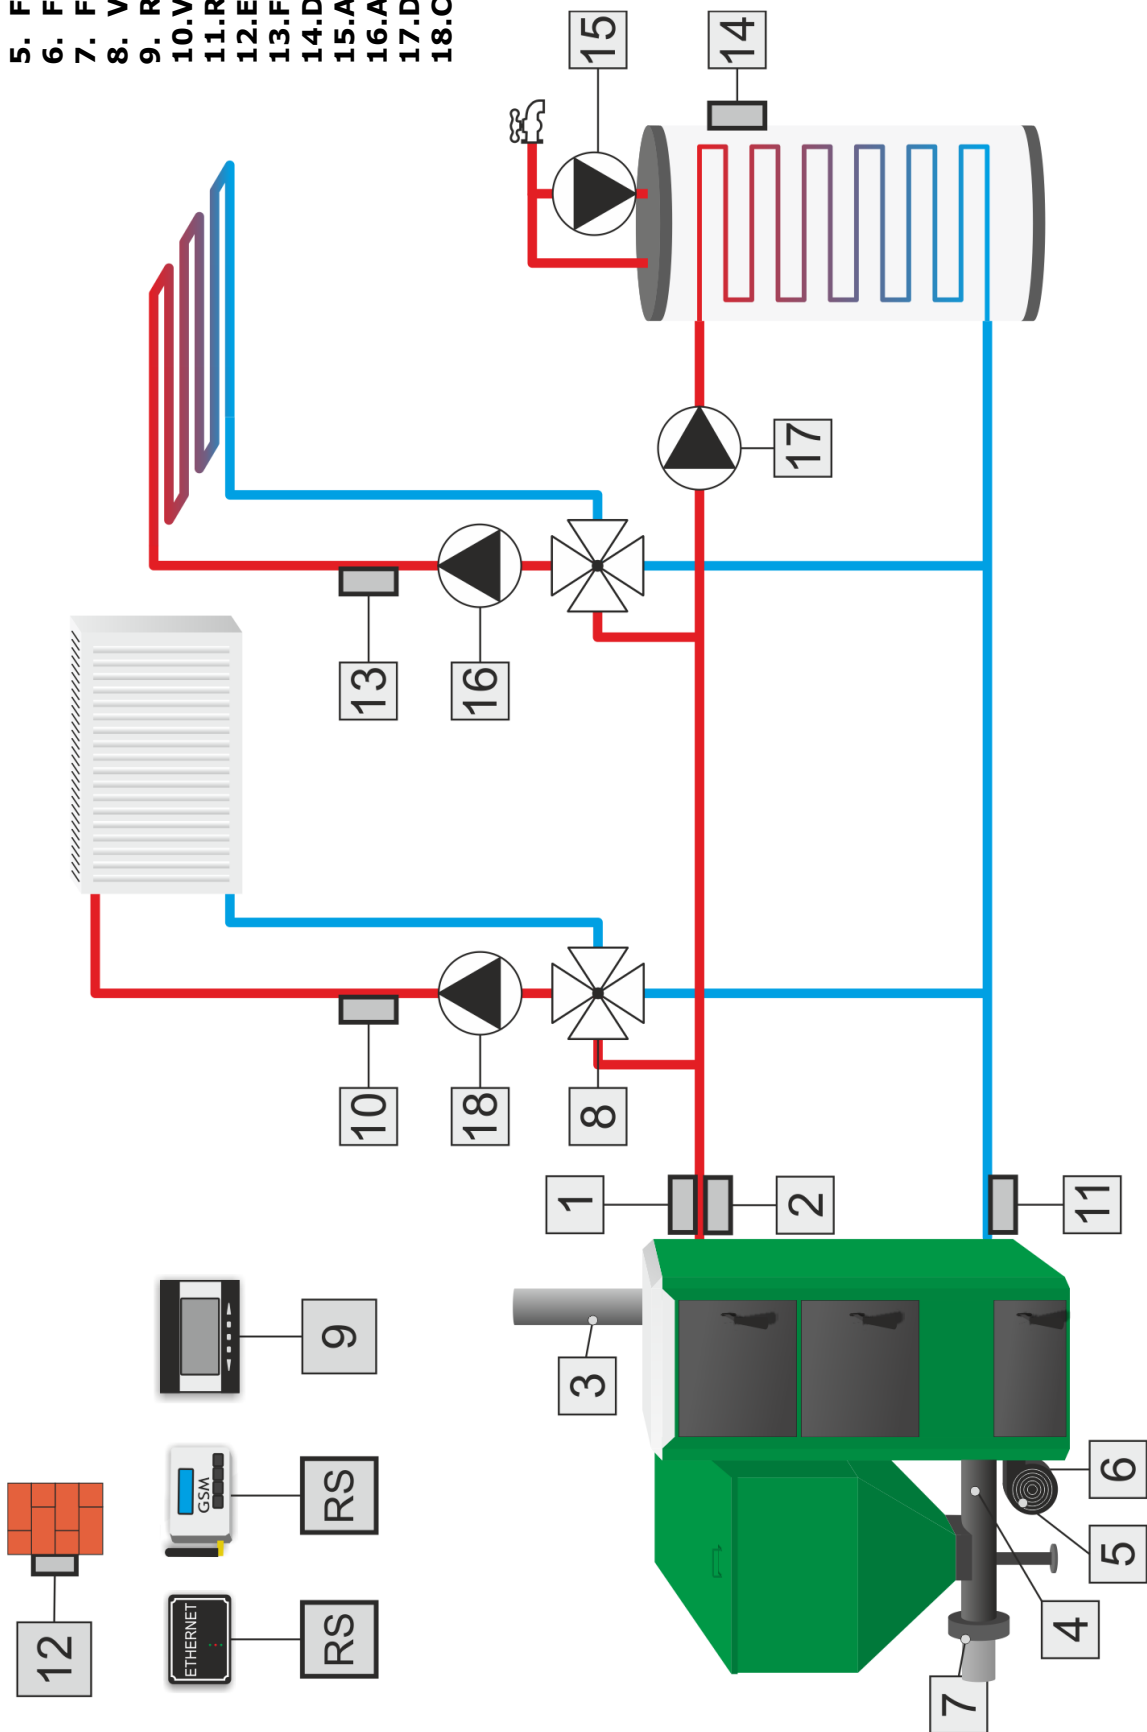 5. F
6. F
7. F
8. V
9. R
10.V
11.R
12.E
13.F
14.D
15.A
16.A
17.D
18.C
12
ETHERNET
RS
GSM
RS
9
3
1
2
11
10
18
8
13
16
17
15
14
7
4
5
6